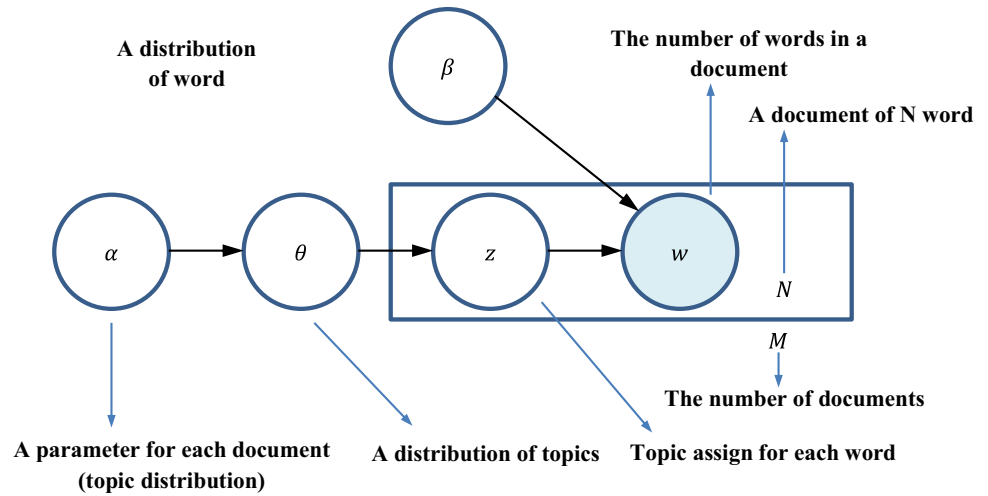 A distribution
of word
β
The number of words in a
document
A document of N word
α
θ
z
w
N
M
The number of documents
A parameter for each document
(topic distribution)
A distribution of topics
Topic assign for each word